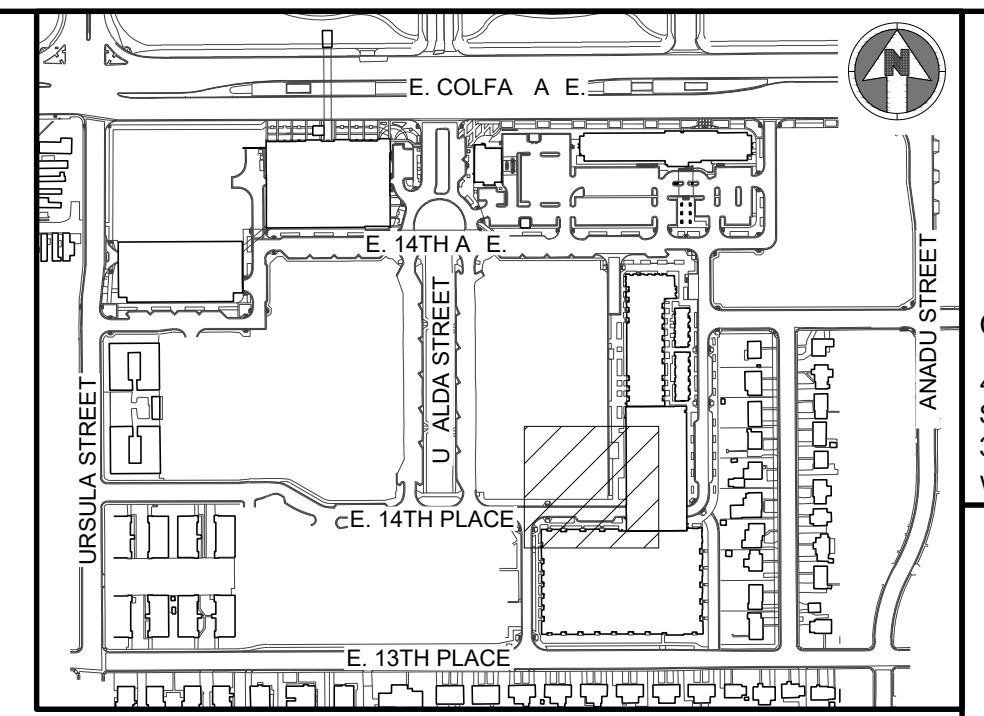 E. COLFA A E.
N
E. 14TH A E.
U ALDA STREET
ANADU STREET
URSULA STREET
E. 14TH PLACE
E. 13TH PLACE